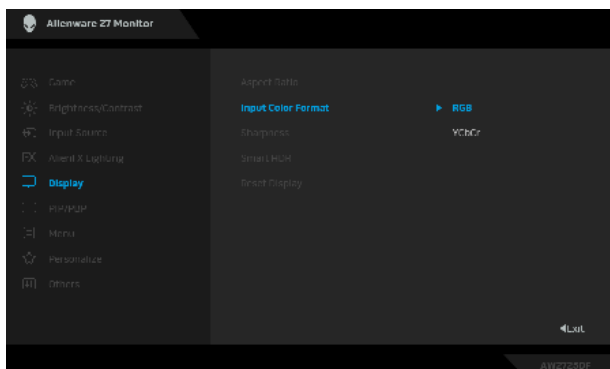 Alienware 27 Monitor
Game
Aspect Ratio
Brightness/Contrast
Input Color Format
RGB
Input Source
Sharpness
YCbCr
AlienFX Lighting
Smart HDR
Display
Reset Display
PIP/PBP
Menu
Personalize
Others
Exit